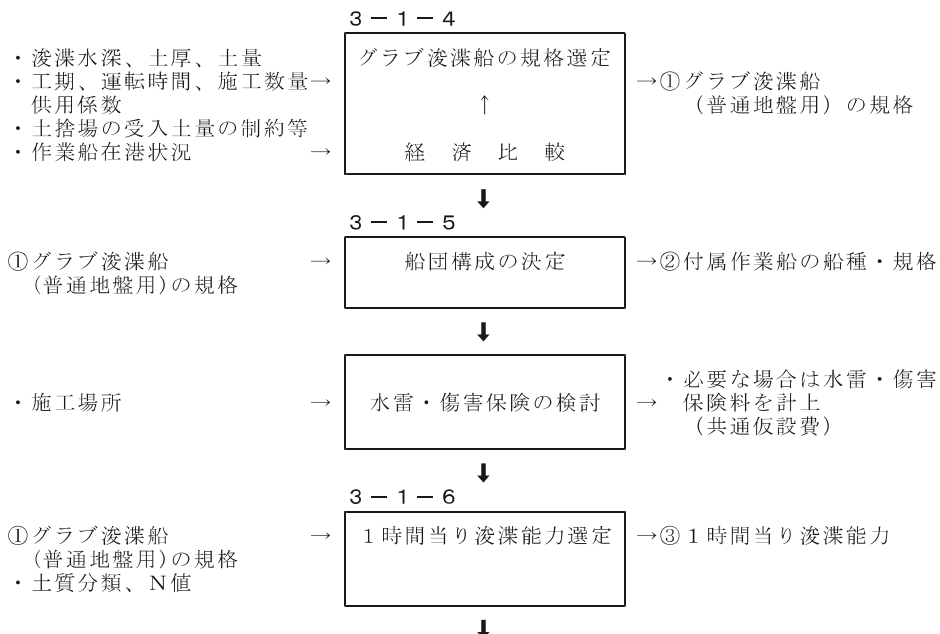 ３－１－４
・浚渫水深、土厚、土量
・工期、運転時間、施工数量→
供用係数
・土捨場の受入土量の制約等
・作業船在港状況 →
グラブ浚渫船の規格選定
↑
経 済 比 較
→①グラブ浚渫船
（普通地盤用）の規格
⬇
３－１－５
①グラブ浚渫船 →
(普通地盤用)の規格
船団構成の決定
→②付属作業船の船種・規格
⬇
・施工場所 →
水雷・傷害保険の検討
→ ・必要な場合は水雷・傷害
保険料を計上
（共通仮設費）
⬇
３－１－６
①グラブ浚渫船 →
(普通地盤用)の規格
・土質分類、Ｎ値
１時間当り浚渫能力選定
→③１時間当り浚渫能力
⬇